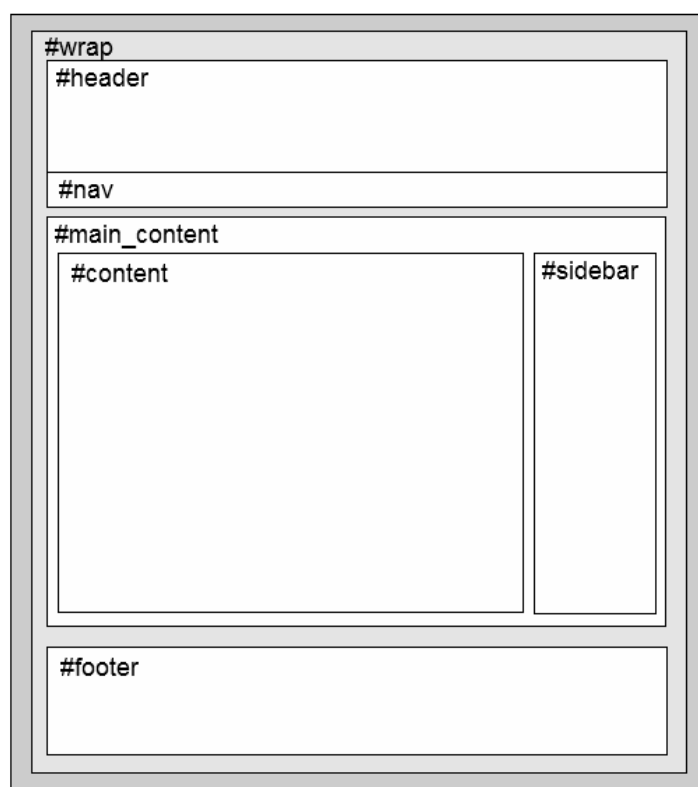 #wrap
#header
#nav
#main_content
#content
#sidebar
#footer